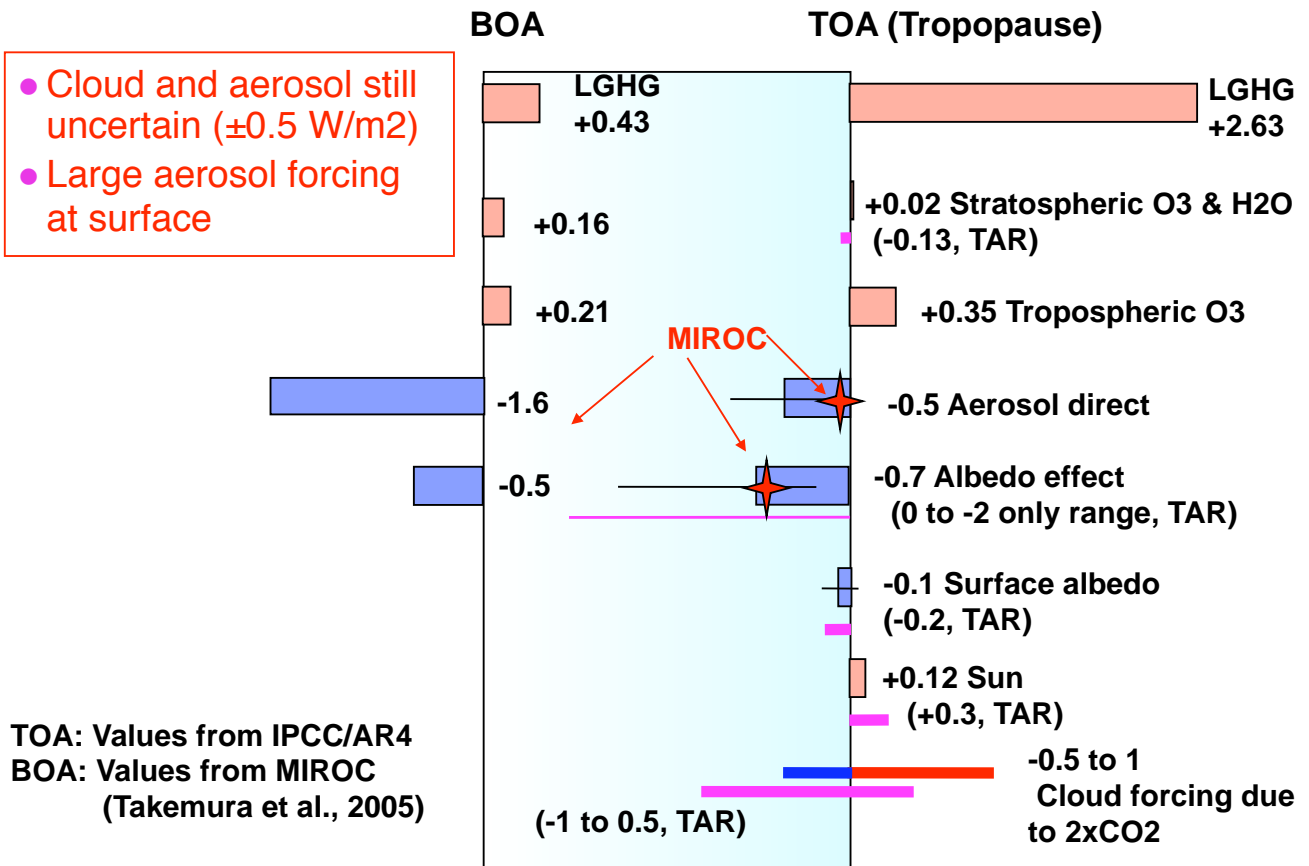 BOA
TOA (Tropopause)
● Cloud and aerosol still
uncertain (±0.5 W/m2)
● Large aerosol forcing
at surface
LGHG
+0.43
LGHG
+2.63
+0.16
+0.02 Stratospheric O3 & H2O
(-0.13, TAR)
+0.21
+0.35 Tropospheric O3
MIROC
-1.6
-0.5 Aerosol direct
-0.5
-0.7 Albedo effect
(0 to -2 only range, TAR)
-0.1 Surface albedo
(-0.2, TAR)
+0.12 Sun
(+0.3, TAR)
TOA: Values from IPCC/AR4
BOA: Values from MIROC
(Takemura et al., 2005)
-0.5 to 1
Cloud forcing due
to 2xCO2
(-1 to 0.5, TAR)